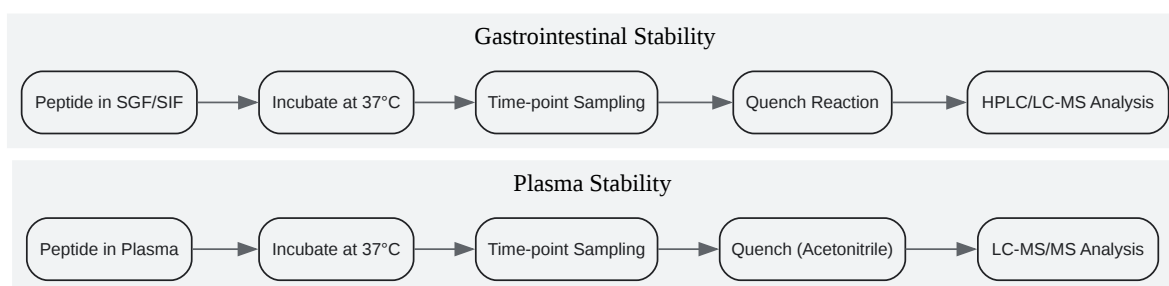 Gastrointestinal Stability
Peptide in SGF/SIF
Incubate at 37°C
Time-point Sampling
Quench Reaction
HPLC/LC-MS Analysis
Plasma Stability
Peptide in Plasma
Incubate at 37°C
Time-point Sampling
Quench (Acetonitrile)
LC-MS/MS Analysis